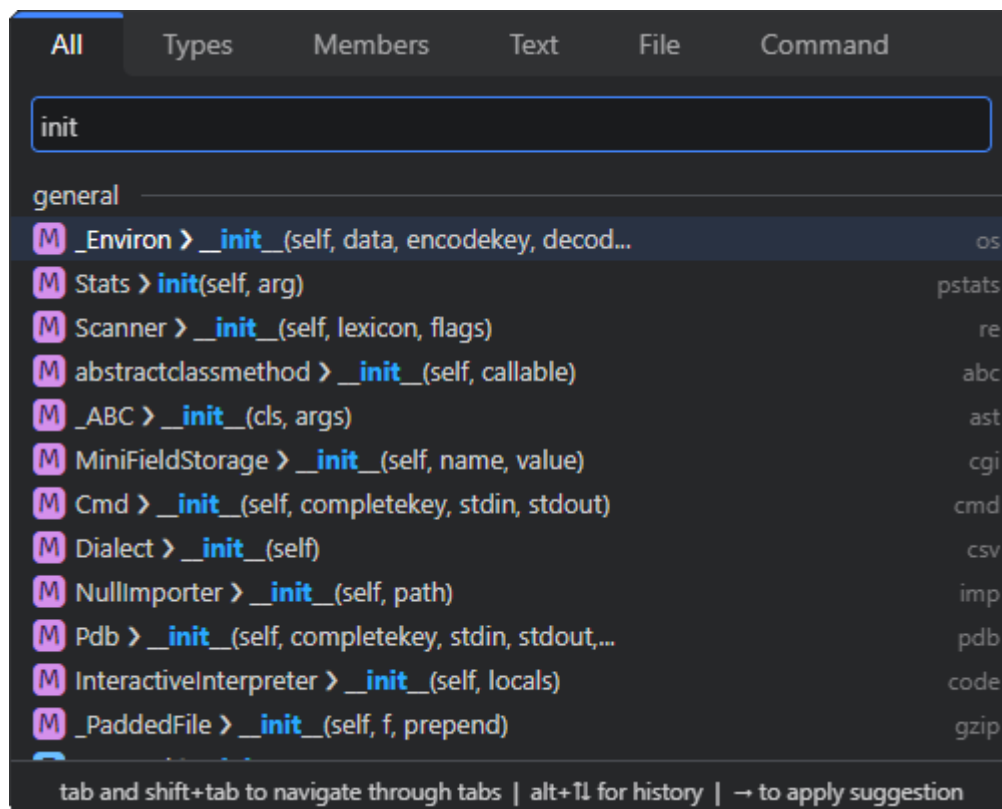 All Types Members Text File Command
init
general
M _Environ ❯ __init__(self, data, encodekey, decod... os
M Stats ❯ init(self, arg) pstats
M Scanner ❯ __init__(self, lexicon, flags) re
M abstractclassmethod ❯ __init__(self, callable) abc
M _ABC ❯ __init__(cls, args) ast
M MiniFieldStorage ❯ __init__(self, name, value) cgi
M Cmd ❯ __init__(self, completekey, stdin, stdout) cmd
M Dialect ❯ __init__(self) csv
M NullImporter ❯ __init__(self, path) imp
M Pdb ❯ __init__(self, completekey, stdin, stdout,... pdb
M InteractiveInterpreter ❯ __init__(self, locals) code
M _PaddedFile ❯ __init__(self, f, prepend) gzip
tab and shift+tab to navigate through tabs | alt+⇅ for history | → to apply suggestion